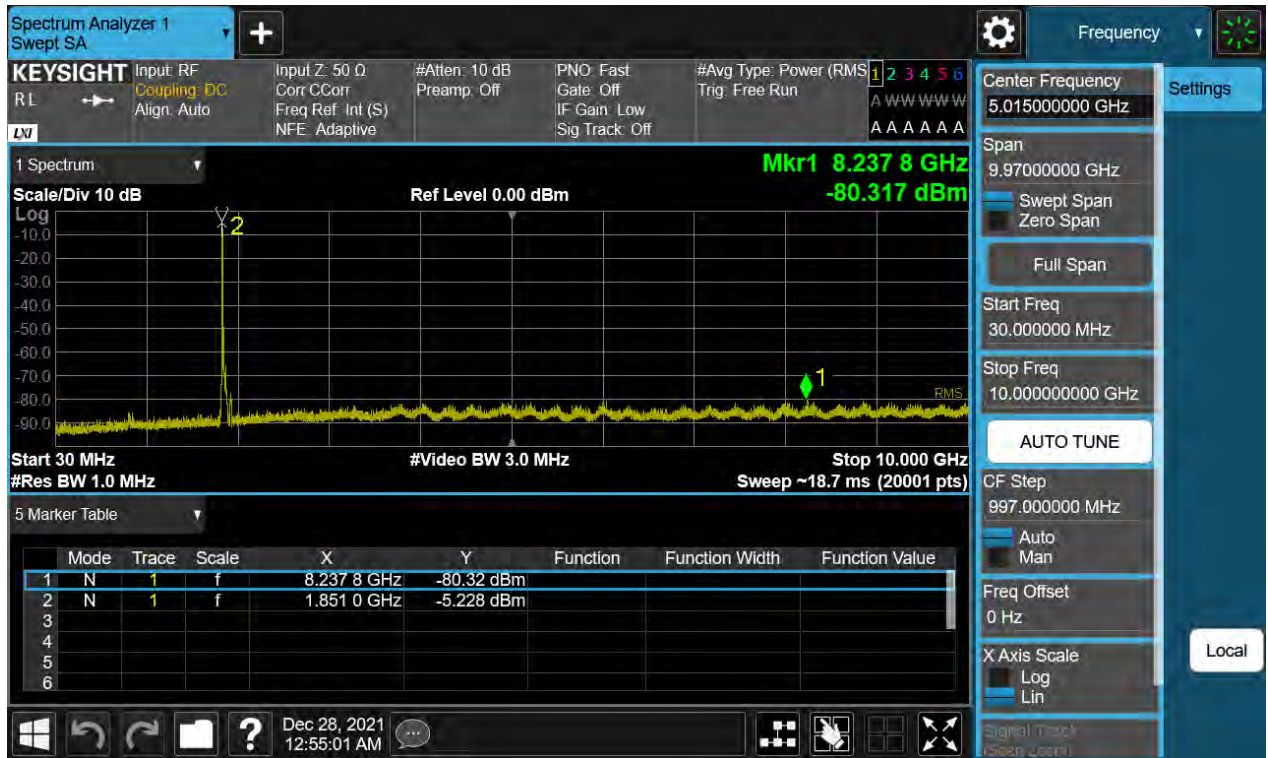 Spectrum Analyzer 1
Swept SA
+
Frequency
KEYSIGHT
RL
LXI
Input: RF
Coupling: DC
Align: Auto
Input Z: 50 Ω
Corr CCorr
Freq Ref: Int (S)
NFE: Adaptive
#Atten: 10 dB
Preamp: Off
PNO: Fast
Gate: Off
IF Gain: Low
Sig Track: Off
#Avg Type: Power (RMS
Trig: Free Run
1 2 3 4 5 6
A W W W W W
A A A A A A
1 Spectrum
Mkr1 8.237 8 GHz
Scale/Div 10 dB
Ref Level 0.00 dBm
-80.317 dBm
Log
2
-10.0
-20.0
-30.0
-40.0
-50.0
-60.0
-70.0
1
-80.0
RMS
-90.0
Start 30 MHz
#Video BW 3.0 MHz
Stop 10.000 GHz
#Res BW 1.0 MHz
Sweep ~18.7 ms (20001 pts)
5 Marker Table
Mode Trace Scale X Y Function Function Width Function Value
1 N 1 f 8.237 8 GHz -80.32 dBm
2 N 1 f 1.851 0 GHz -5.228 dBm
3
4
5
6
?
Dec 28, 2021
12:55:01 AM
Center Frequency
5.015000000 GHz
Settings
Span
9.97000000 GHz
Swept Span
Zero Span
Full Span
Start Freq
30.000000 MHz
Stop Freq
10.000000000 GHz
AUTO TUNE
CF Step
997.000000 MHz
Auto
Man
Freq Offset
0 Hz
X Axis Scale
Log
Lin
Local
Signal Track
(Span Zoom)